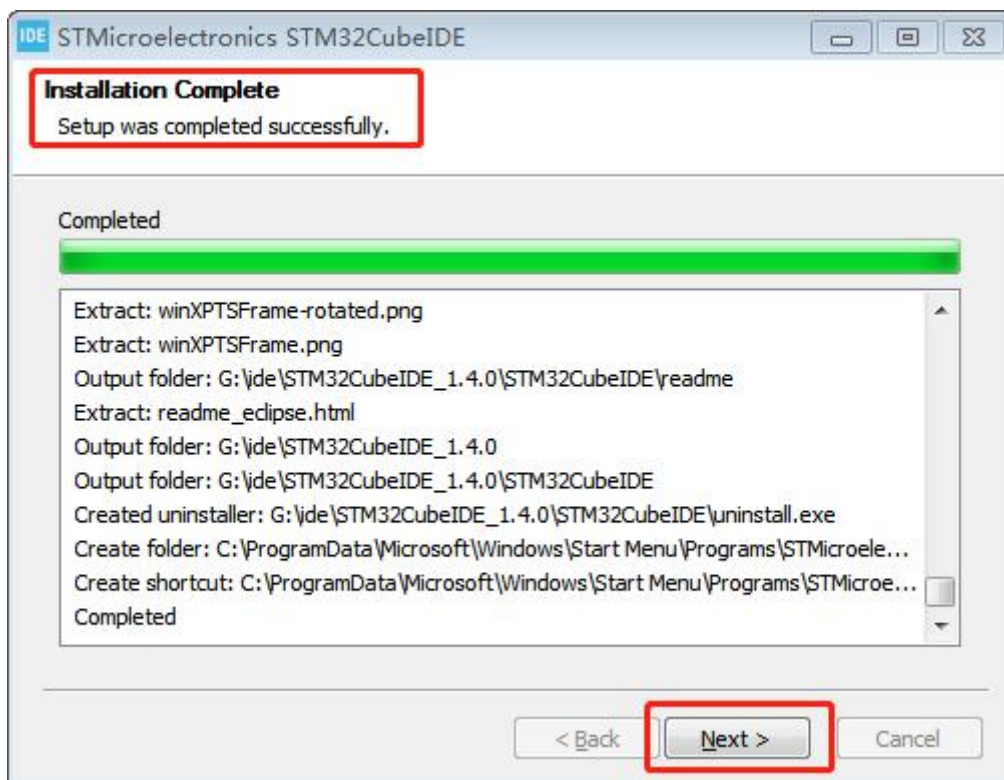 IDE STMicroelectronics STM32CubeIDE
Installation Complete
Setup was completed successfully.
Completed
Extract: winXPTSFrame-rotated.png
Extract: winXPTSFrame.png
Output folder: G:\ide\STM32CubeIDE_1.4.0\STM32CubeIDE\readme
Extract: readme_eclipse.html
Output folder: G:\ide\STM32CubeIDE_1.4.0
Output folder: G:\ide\STM32CubeIDE_1.4.0\STM32CubeIDE
Created uninstaller: G:\ide\STM32CubeIDE_1.4.0\STM32CubeIDE\uninstall.exe
Create folder: C:\ProgramData\Microsoft\Windows\Start Menu\Programs\STMicroele...
Create shortcut: C:\ProgramData\Microsoft\Windows\Start Menu\Programs\STMicroe...
Completed
< Back Next > Cancel